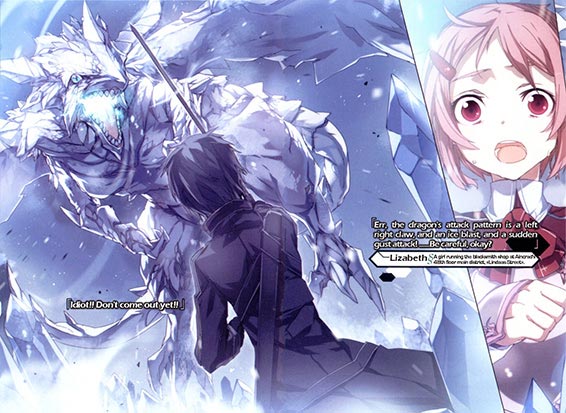 「Err, the dragon's attack pattern is a left
right claw, and an ice blast, and a sudden
gust attack! ......Be careful, okay?」
Lizabeth A girl running the blacksmith shop at Aincrad's
48th floor main district, «Lindaas Street».
「Idiot!! Don't come out yet!!」